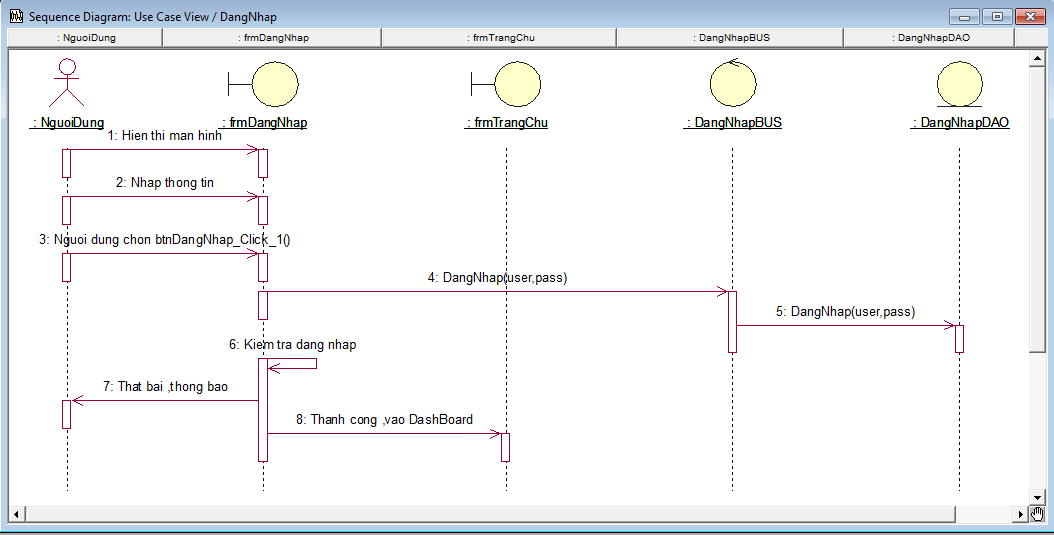 Sequence Diagram: Use Case View / DangNhap
: NguoiDung
: frmDangNhap
: frmTrangChu
: DangNhapBUS
: DangNhapDAO
: NguoiDung
: frmDangNhap
: frmTrangChu
: DangNhapBUS
: DangNhapDAO
1: Hien thi man hinh
2: Nhap thong tin
3: Nguoi dung chon btnDangNhap_Click_1()
4: DangNhap(user,pass)
5: DangNhap(user,pass)
6: Kiem tra dang nhap
7: That bai ,thong bao
8: Thanh cong ,vao DashBoard